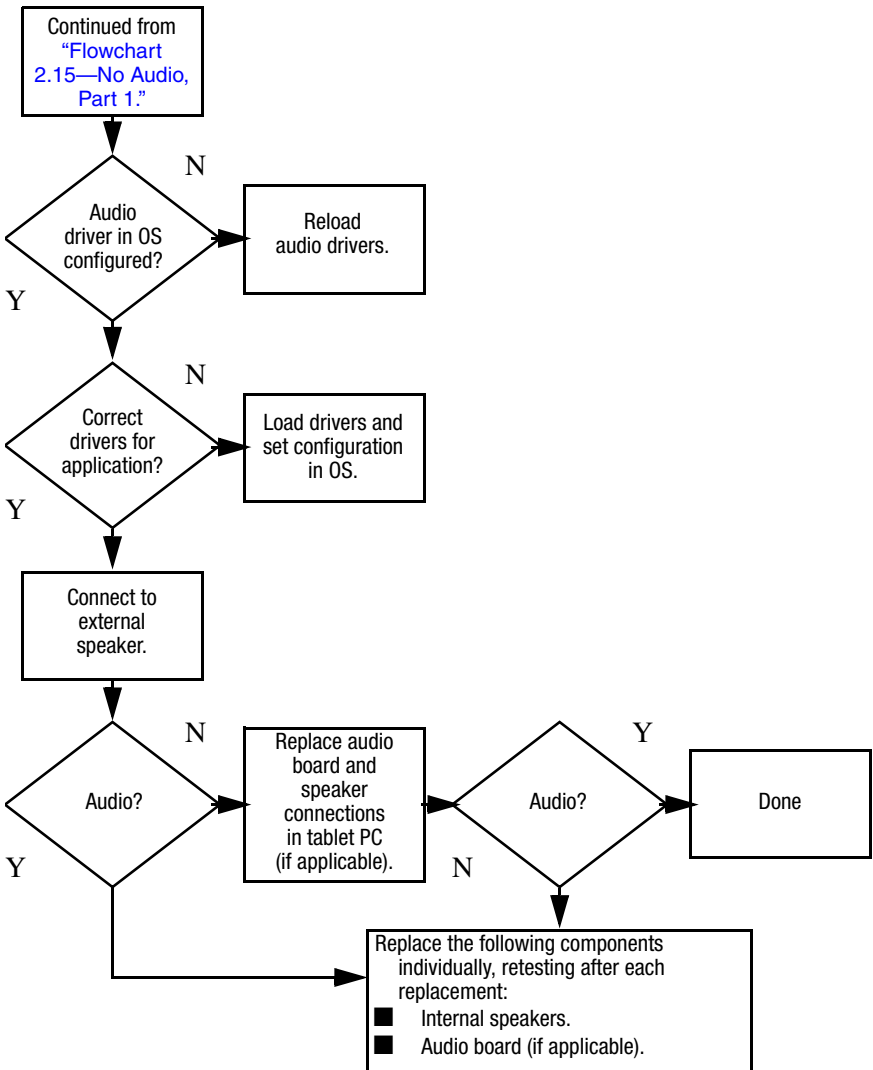 Continued from
“Flowchart
2.15—No Audio,
Part 1.”
N
Audio
driver in OS
configured?
Reload
audio drivers.
Y
N
Correct
drivers for
application?
Load drivers and
set configuration
in OS.
Y
Connect to
external
speaker.
N
Audio?
Y
Replace audio
board and
speaker
connections
in tablet PC
(if applicable).
Audio?
Y
N
Done
Replace the following components
individually, retesting after each
replacement:
■ Internal speakers.
■ Audio board (if applicable).